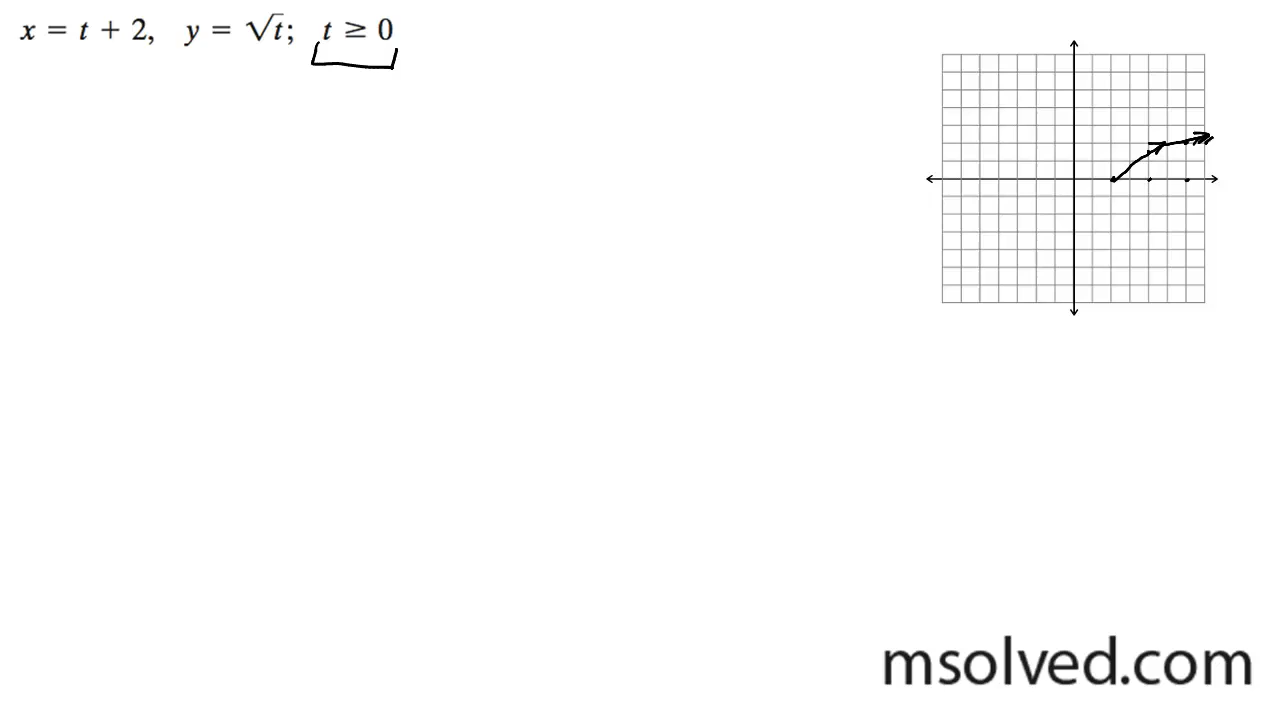 x = t + 2, y = √t; t ≥ 0
msolved.com